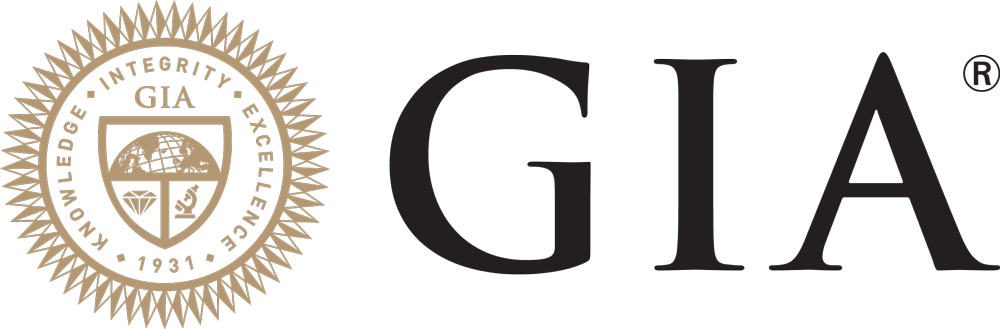 KNOWLEDGE • INTEGRITY • EXCELLENCE
GIA
• 1931 •
GIA®